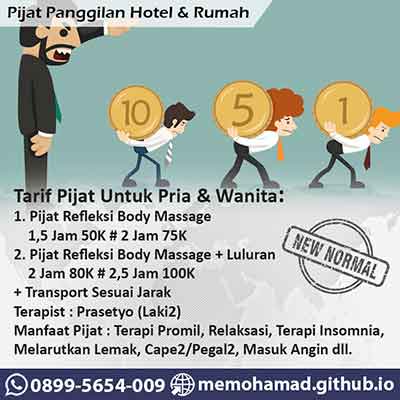 Pijat Panggilan Hotel & Rumah
10 5 1
Tarif Pijat Untuk Pria & Wanita:
1. Pijat Refleksi Body Massage
1,5 Jam 50K # 2 Jam 75K
2. Pijat Refleksi Body Massage + Luluran
2 Jam 80K # 2,5 Jam 100K
+ Transport Sesuai Jarak
Terapist : Prasetyo (Laki2)
Manfaat Pijat : Terapi Promil, Relaksasi, Terapi Insomnia,
Melarutkan Lemak, Cape2/Pegal2, Masuk Angin dll.
NEW NORMAL
0899-5654-009 memohamad.github.io